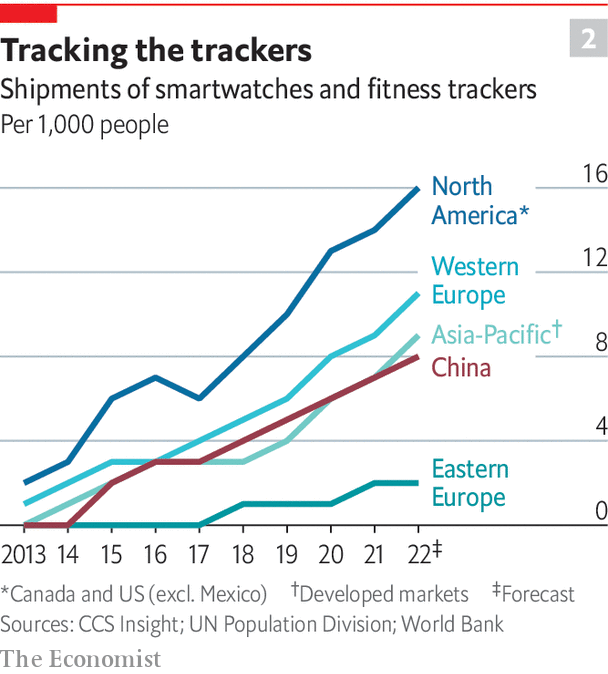 2
Tracking the trackers
Shipments of smartwatches and fitness trackers
Per 1,000 people
16
North
America*
12
Western
Europe
Asia-Pacific†
8
China
4
Eastern
Europe
0
2013 14 15 16 17 18 19 20 21 22‡
*Canada and US (excl. Mexico) †Developed markets ‡Forecast
Sources: CCS Insight; UN Population Division; World Bank
The Economist